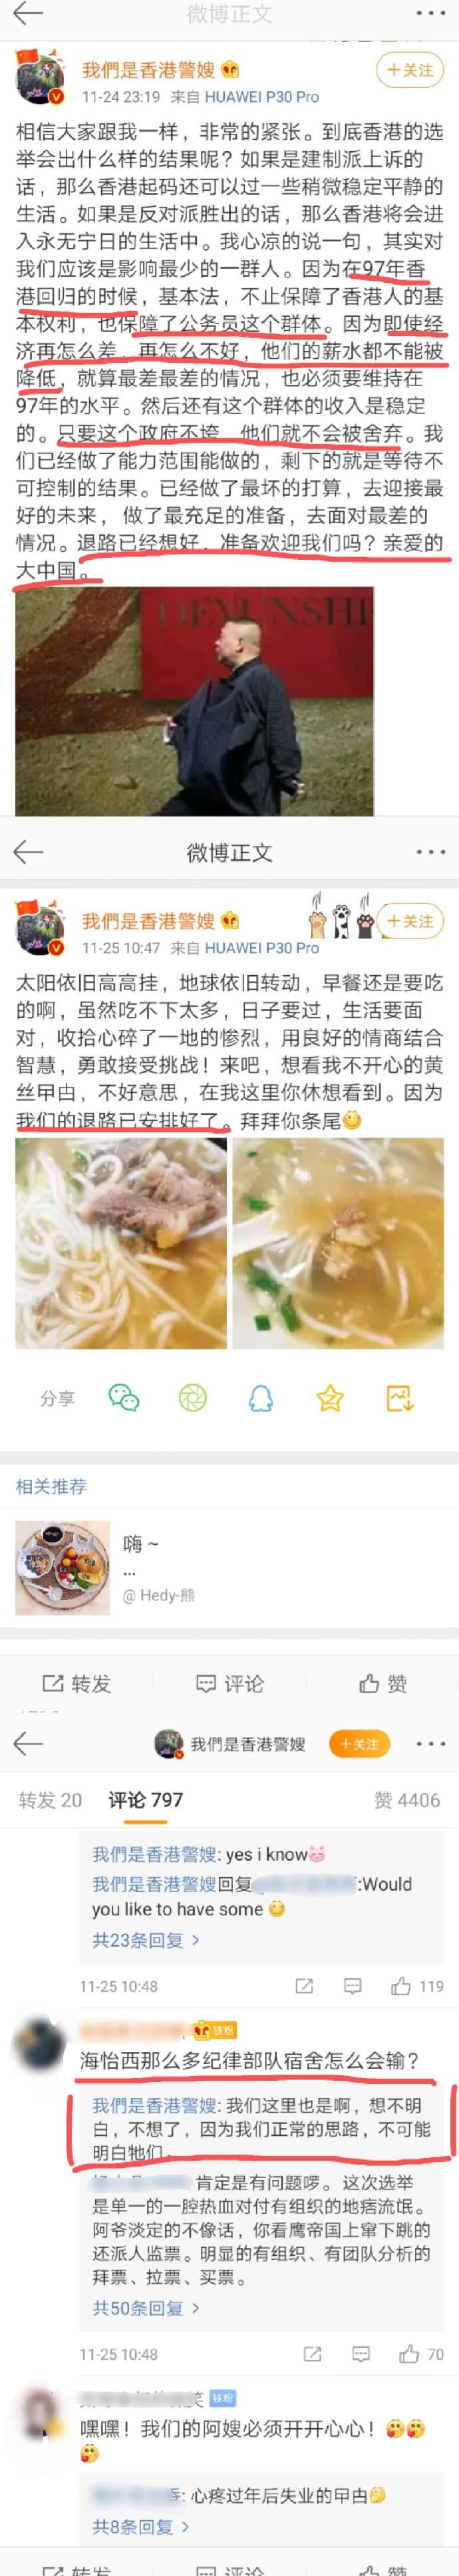 微博正文
我們是香港警嫂
+关注
11-24 23:19 来自 HUAWEI P30 Pro
相信大家跟我一样，非常的紧张。到底香港的选
举会出什么样的结果呢？如果是建制派上诉的
话，那么香港起码还可以过一些稍微稳定平静的
生活。如果是反对派胜出的话，那么香港将会进
入永无宁日的生活中。我心凉的说一句，其实对
我们应该是影响最少的一群人。因为在97年香
港回归的时候，基本法，不止保障了香港人的基
本权利，也保障了公务员这个群体。因为即使经
济再怎么差，再怎么不好，他们的薪水都不能被
降低，就算最差最差的情况，也必须要维持在
97年的水平。然后还有这个群体的收入是稳定
的。只要这个政府不垮，他们就不会被舍弃。我
们已经做了能力范围能做的，剩下的就是等待不
可控制的结果。已经做了最坏的打算，去迎接最
好的未来，做了最充足的准备，去面对最差的
情况。退路已经想好，准备欢迎我们吗？亲爱的
大中国。
DEYUNSHE
微博正文
我們是香港警嫂
+关注
11-25 10:47 来自 HUAWEI P30 Pro
太阳依旧高高挂，地球依旧转动，早餐还是要吃
的啊，虽然吃不下太多，日子要过，生活要面
对，收拾心碎了一地的惨烈，用良好的情商结合
智慧，勇敢接受挑战！来吧，想看我不开心的黄
丝曱甴，不好意思，在我这里你休想看到。因为
我们的退路已安排好了。拜拜你条尾
分享
相关推荐
嗨～
...
@ Hedy-熊
转发 评论 赞
我們是香港警嫂
+关注
转发 20 评论 797 赞 4406
我們是香港警嫂: yes i know
我們是香港警嫂回复 :Would
you like to have some
共23条回复 >
11-25 10:48 119
铁粉
海怡西那么多纪律部队宿舍怎么会输？
我們是香港警嫂: 我们这里也是啊，想不明
白，不想了，因为我们正常的思路，不可能
明白牠们。
肯定是有问题啰。这次选举
是单一的一腔热血对付有组织的地痞流氓。
阿爷淡定的不像话，你看鹰帝国上窜下跳的
还派人监票。明显的有组织、有团队分析的
拜票、拉票、买票。
共50条回复 >
11-25 10:48 70
笑 铁粉
嘿嘿！我们的阿嫂必须开开心心！
: 心疼过年后失业的曱甴
共8条回复 >
转发 评论 赞